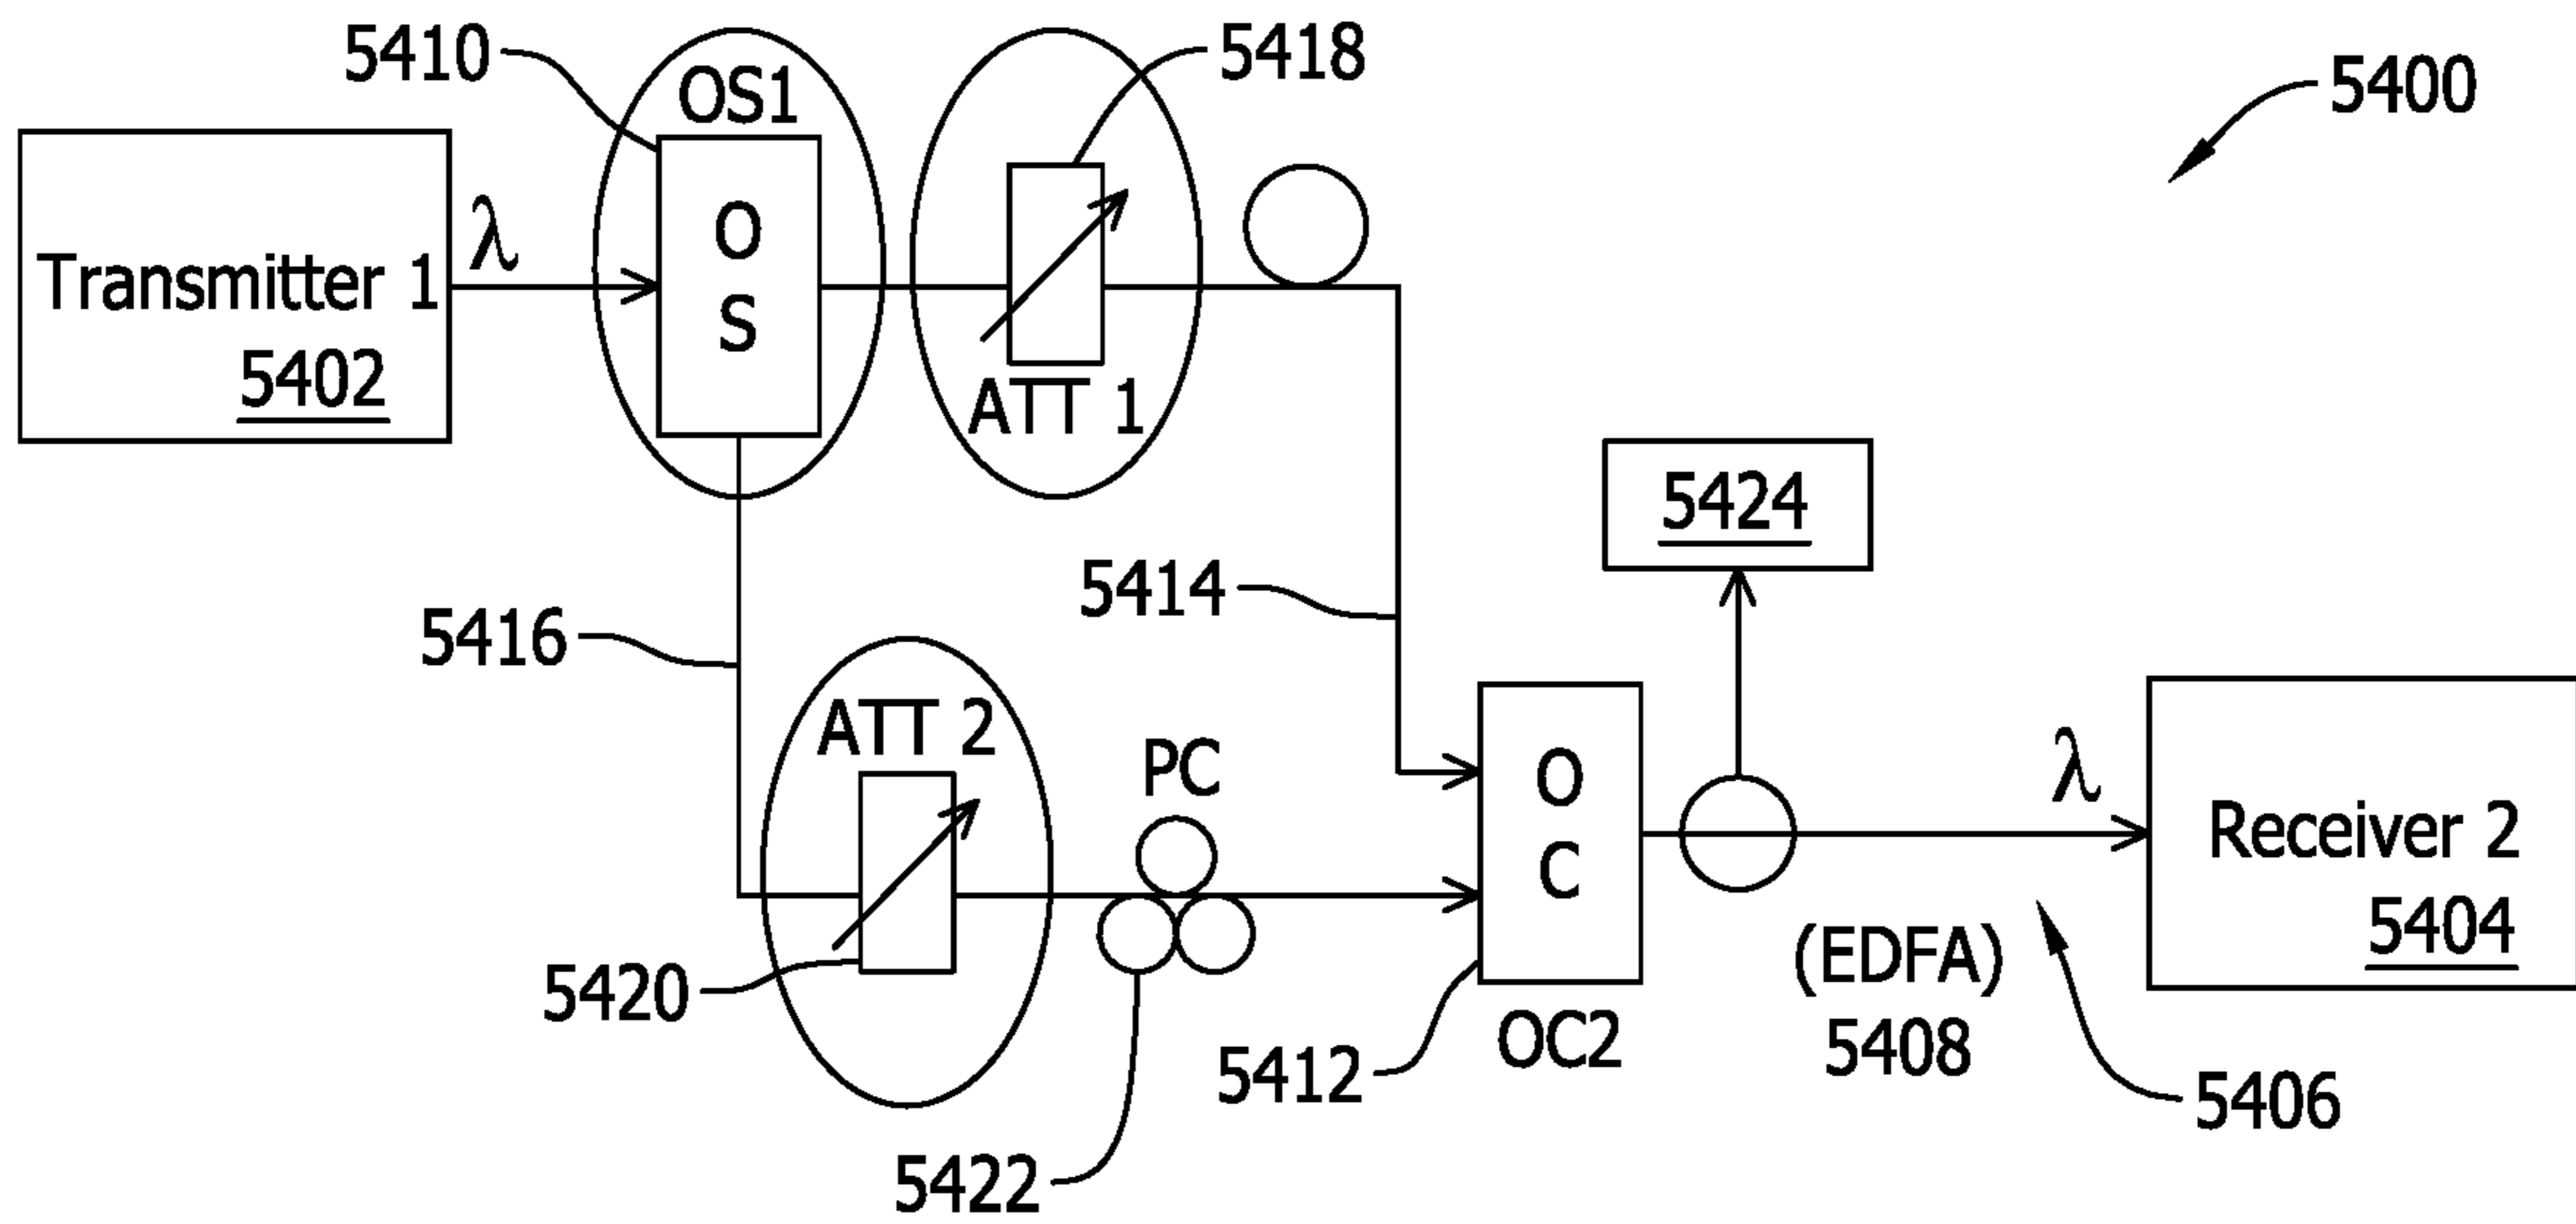 5410
OS1
5418
5400
Transmitter 1
5402
λ
O
S
ATT 1
5424
5414
5416
ATT 2
PC
5420
5422
O
C
OC2
5412
(EDFA)
5408
λ
Receiver 2
5404
5406